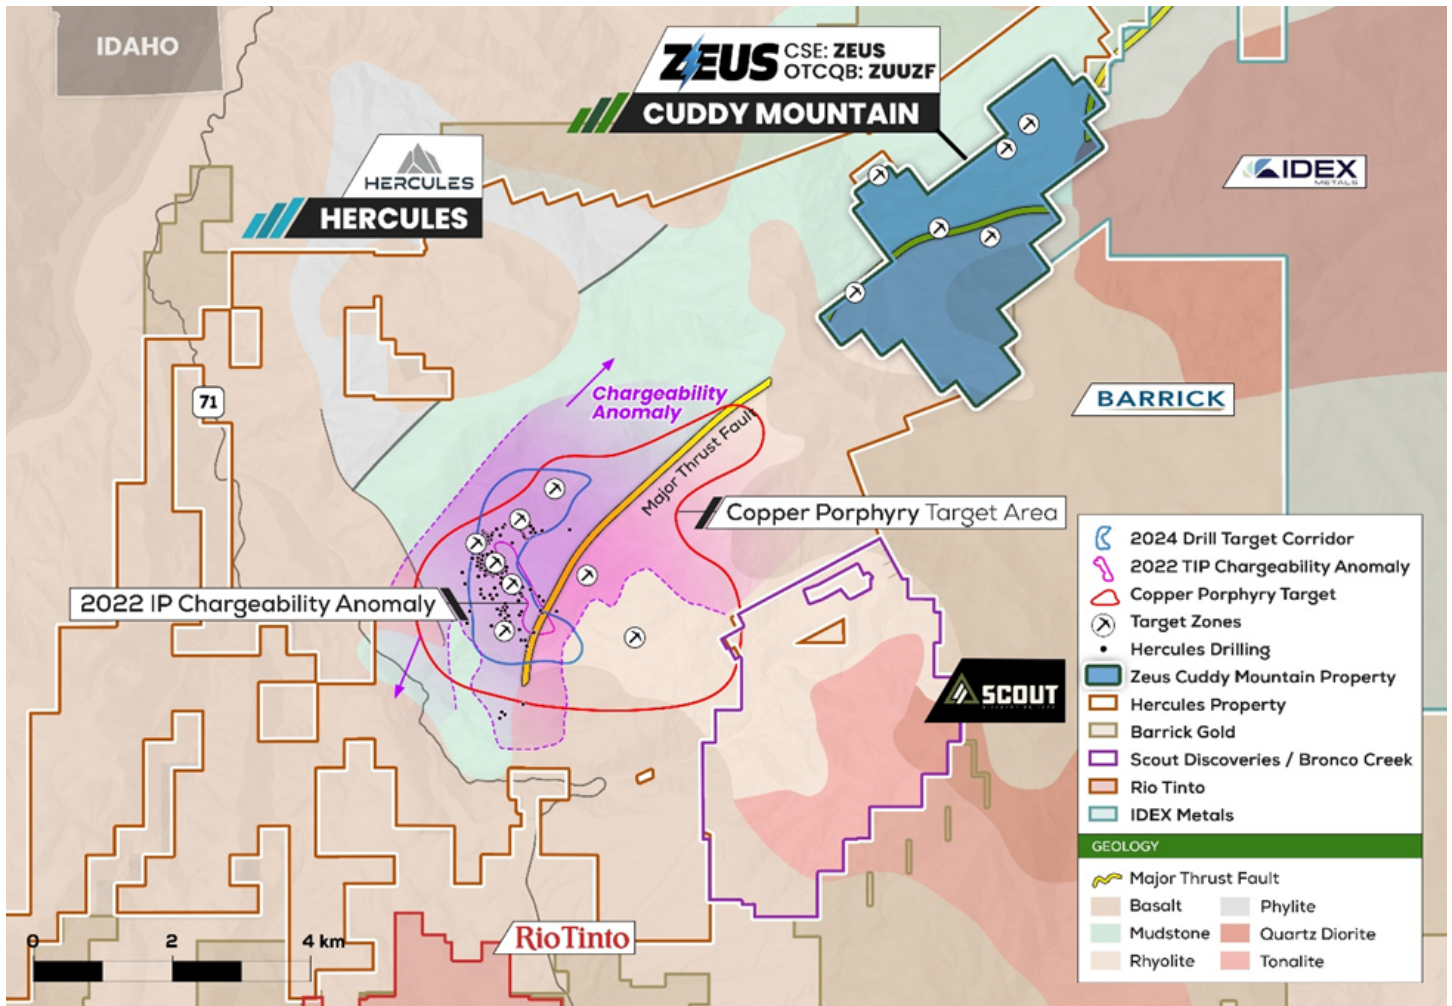 IDAHO
ZEUS
CSE: ZEUS
OTCQB: ZUUZF
CUDDY MOUNTAIN
HERCULES
HERCULES
IDEX
METALS
71
Chargeability
Anomaly
BARRICK
Major Thrust Fault
Copper Porphyry Target Area
2022 IP Chargeability Anomaly
SCOUT
RioTinto
0 2 4 km
2024 Drill Target Corridor
2022 TIP Chargeability Anomaly
Copper Porphyry Target
Target Zones
Hercules Drilling
Zeus Cuddy Mountain Property
Hercules Property
Barrick Gold
Scout Discoveries / Bronco Creek
Rio Tinto
IDEX Metals
GEOLOGY
Major Thrust Fault
Basalt Phylite
Mudstone Quartz Diorite
Rhyolite Tonalite